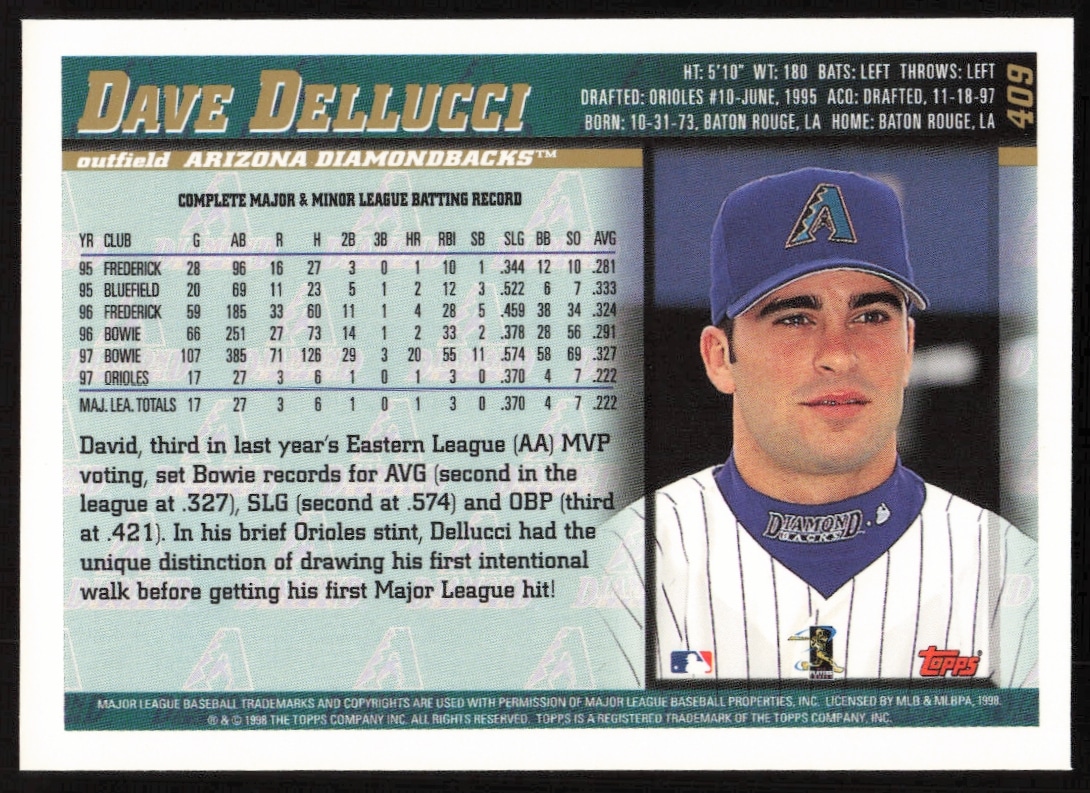 DAVE DELLUCCI
HT: 5'10" WT: 180 BATS: LEFT THROWS: LEFT
DRAFTED: ORIOLES #10-JUNE, 1995 ACQ: DRAFTED, 11-18-97
BORN: 10-31-73, BATON ROUGE, LA HOME: BATON ROUGE, LA
409
outfield ARIZONA DIAMONDBACKS™
COMPLETE MAJOR & MINOR LEAGUE BATTING RECORD
YR CLUB G AB R H 2B 3B HR RBI SB SLG BB SO AVG
95 FREDERICK 28 96 16 27 3 0 1 10 1 .344 12 10 .281
95 BLUEFIELD 20 69 11 23 5 1 2 12 3 .522 6 7 .333
96 FREDERICK 59 185 33 60 11 1 4 28 5 .459 38 34 .324
96 BOWIE 66 251 27 73 14 1 2 33 2 .378 28 56 .291
97 BOWIE 107 385 71 126 29 3 20 55 11 .574 58 69 .327
97 ORIOLES 17 27 3 6 1 0 1 3 0 .370 4 7 .222
MAJ. LEA. TOTALS 17 27 3 6 1 0 1 3 0 .370 4 7 .222
David, third in last year's Eastern League (AA) MVP
voting, set Bowie records for AVG (second in the
league at .327), SLG (second at .574) and OBP (third
at .421). In his brief Orioles stint, Dellucci had the
unique distinction of drawing his first intentional
walk before getting his first Major League hit!
A
DIAMOND
BACKS
topps®
MAJOR LEAGUE BASEBALL TRADEMARKS AND COPYRIGHTS ARE USED WITH PERMISSION OF MAJOR LEAGUE BASEBALL PROPERTIES, INC. LICENSED BY MLB & MLBPA, 1998.
® & © 1998 THE TOPPS COMPANY INC. ALL RIGHTS RESERVED. TOPPS IS A REGISTERED TRADEMARK OF THE TOPPS COMPANY, INC.